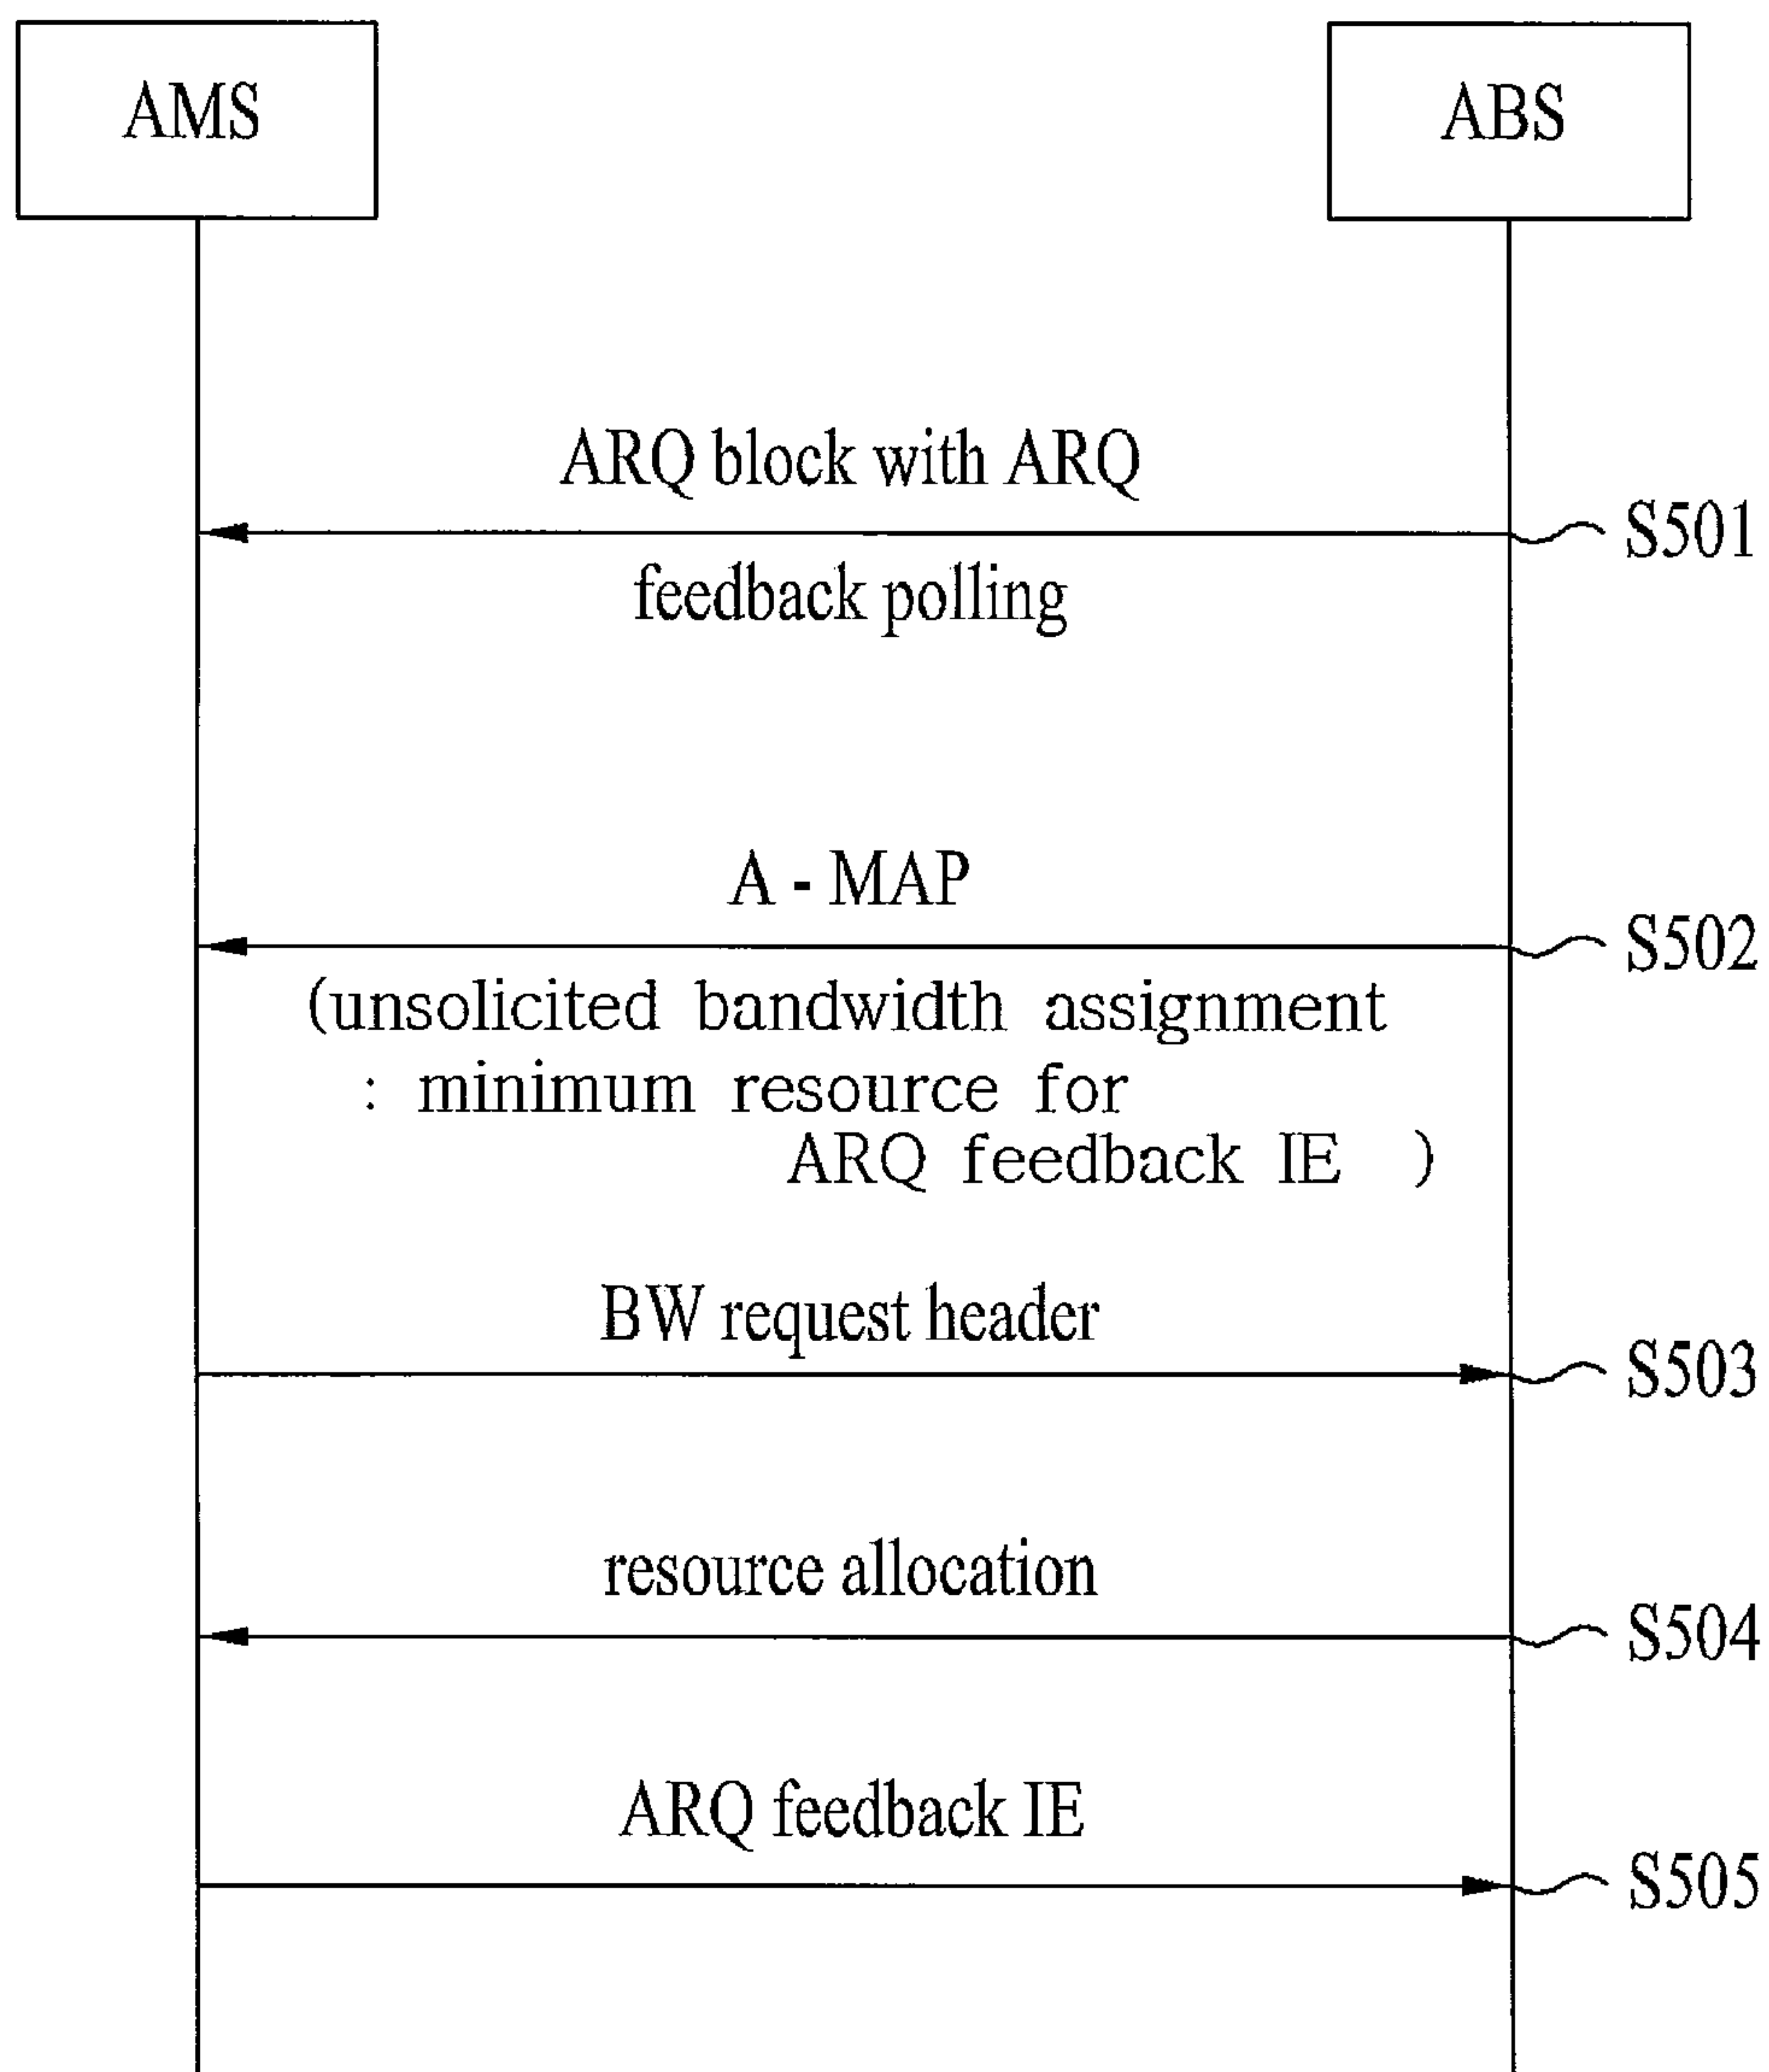 AMS
ABS
ARQ block with ARQ
S501
feedback polling
A - MAP
S502
(unsolicited bandwidth assignment
: minimum resource for
ARQ feedback IE )
BW request header
S503
resource allocation
S504
ARQ feedback IE
S505